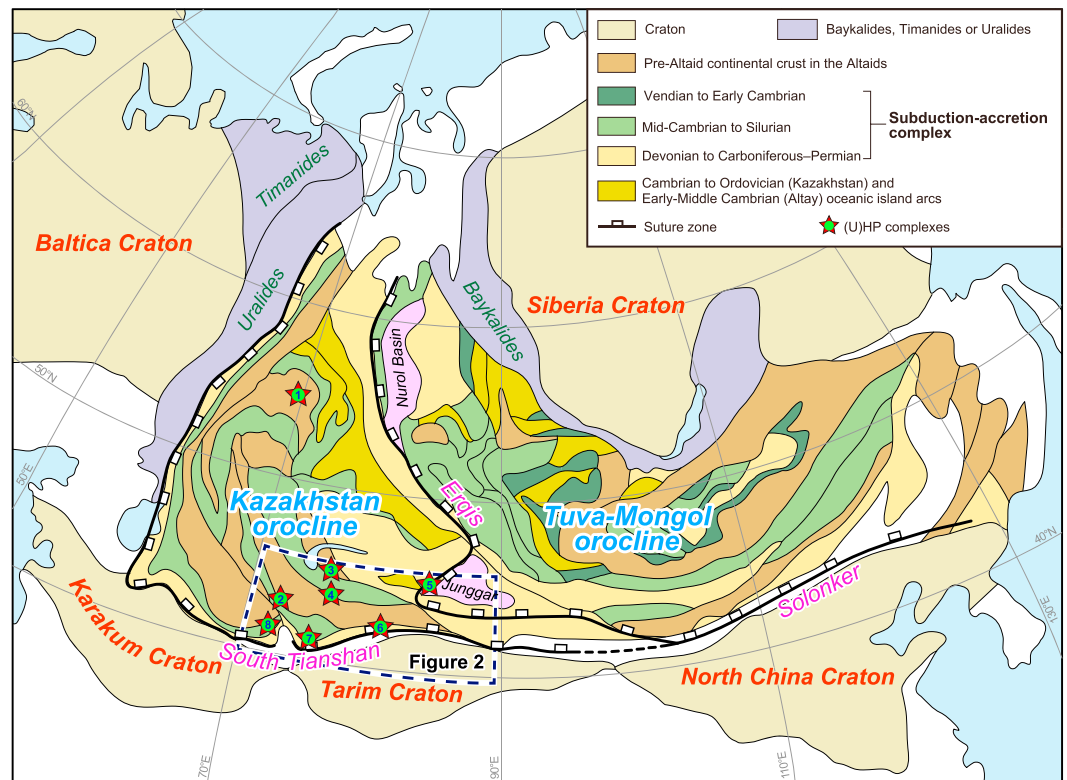 Craton
Baykalides, Timanides or Uralides
Pre-Altaid continental crust in the Altaids
Vendian to Early Cambrian
Mid-Cambrian to Silurian
Subduction-accretion
complex
Devonian to Carboniferous–Permian
Cambrian to Ordovician (Kazakhstan) and
Early-Middle Cambrian (Altay) oceanic island arcs
Suture zone
(U)HP complexes
60°N
Timanides
Baltica Craton
Uralides
Baykalides
Siberia Craton
Nurol Basin
50°N
1
50°E
Kazakhstan
orocline
Erqis
Tuva-Mongol
orocline
40°N
3
5
Junggar
4
2
Solonker
Karakum Craton
8
7
6
130°E
South Tianshan
Figure 2
Tarim Craton
North China Craton
70°E
90°E
110°E